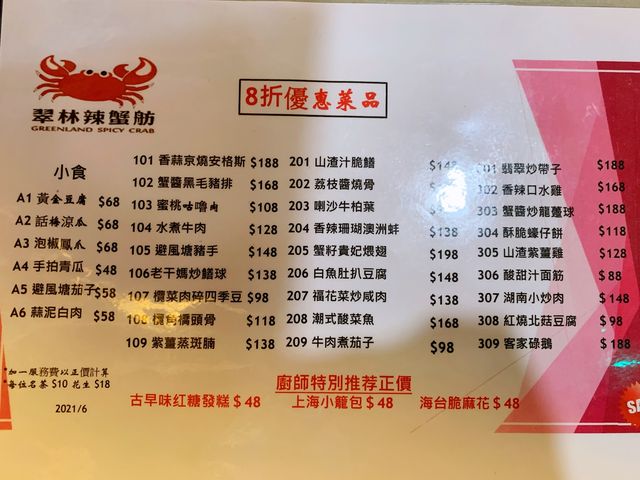 翠林辣蟹舫
GREENLAND SPICY CRAB
8折優惠菜品
小食
A1 黃金豆腐 $68
A2 話梅涼瓜 $68
A3 泡椒鳳爪 $68
A4 手拍青瓜 $48
A5 避風塘茄子 $58
A6 蒜泥白肉 $58
101 香蒜京燒安格斯 $188
102 蟹醬黑毛豬排 $168
103 蜜桃咕嚕肉 $108
104 水煮牛肉 $128
105 避風塘豬手 $148
106 老干媽炒鱔球 $138
107 欖菜肉碎四季豆 $98
108 欖角橋頭骨 $118
109 紫薑蒸斑腩 $138
201 山渣汁脆鱔 $148
202 荔枝醬燒骨
203 喇沙牛柏葉
204 香辣珊瑚澳洲蚌 $138
205 蟹籽貴妃煨翅 $198
206 白魚肚扒豆腐 $148
207 福花菜炒咸肉 $138
208 潮式酸菜魚 $168
209 牛肉煮茄子 $98
301 翡翠炒帶子 $188
302 香辣口水雞 $168
303 蟹醬炒龍躉球 $188
304 酥脆蠔仔餅 $118
305 山渣紫薑雞 $128
306 酸甜汁面筋 $88
307 湖南小炒肉 $148
308 紅燒北菇豆腐 $98
309 客家碌鵝 $188
*加一服務費以正價計算
*每位名茶 $10 花生 $18
2021/6
廚師特別推荐正價
古早味红糖發糕 $48 上海小籠包 $48 海台脆麻花 $48